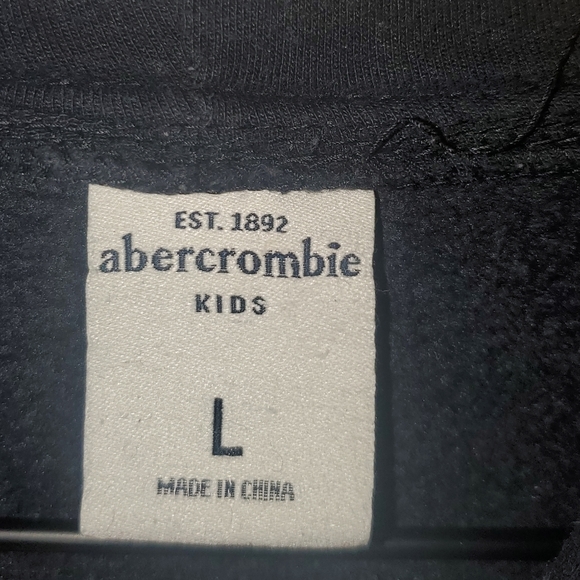 EST. 1892
abercrombie
KIDS
L
MADE IN CHINA